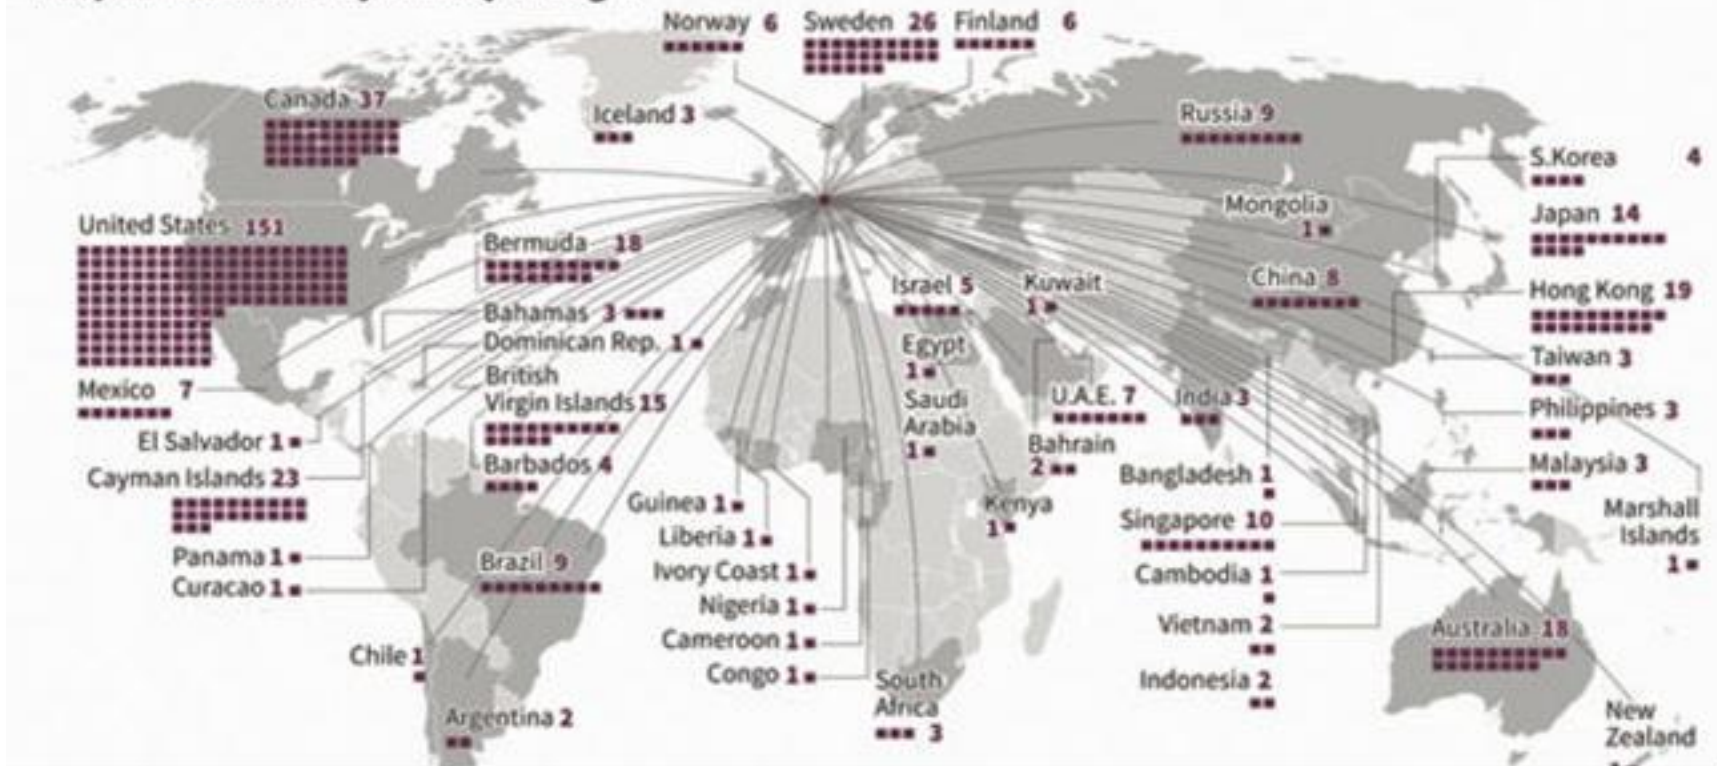 Norway 6
Sweden 26
Finland 6
Canada 37
Iceland 3
Russia 9
S.Korea 4
Mongolia
1
Japan 14
United States 151
Bermuda 18
Israel 5
Kuwait
1
China 8
Hong Kong 19
Bahamas 3
Dominican Rep. 1
Egypt
1
Taiwan 3
British
Virgin Islands 15
Mexico 7
Saudi
Arabia
1
U.A.E. 7
India 3
Philippines 3
El Salvador 1
Bahrain
2
Cayman Islands 23
Barbados 4
Bangladesh 1
Malaysia 3
Guinea 1
Kenya
1
Marshall
Islands
1
Singapore 10
Liberia 1
Panama 1
Brazil 9
Ivory Coast 1
Cambodia 1
Curacao 1
Nigeria 1
Vietnam 2
Australia 18
Cameroon 1
Chile 1
Congo 1
South
Africa
3
Indonesia 2
Argentina 2
New
Zealand